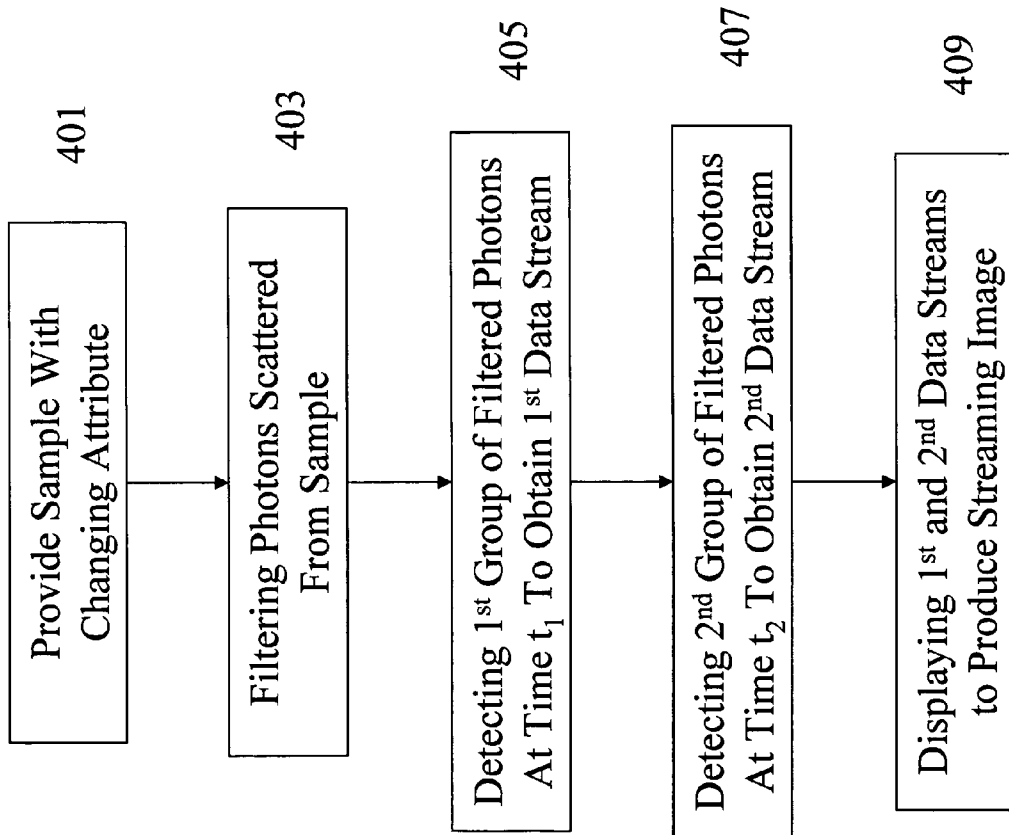 Provide Sample With
Changing Attribute
401
Filtering Photons Scattered
From Sample
403
Detecting 1st Group of Filtered Photons
At Time t1 To Obtain 1st Data Stream
405
Detecting 2nd Group of Filtered Photons
At Time t2 To Obtain 2nd Data Stream
407
Displaying 1st and 2nd Data Streams
to Produce Streaming Image
409